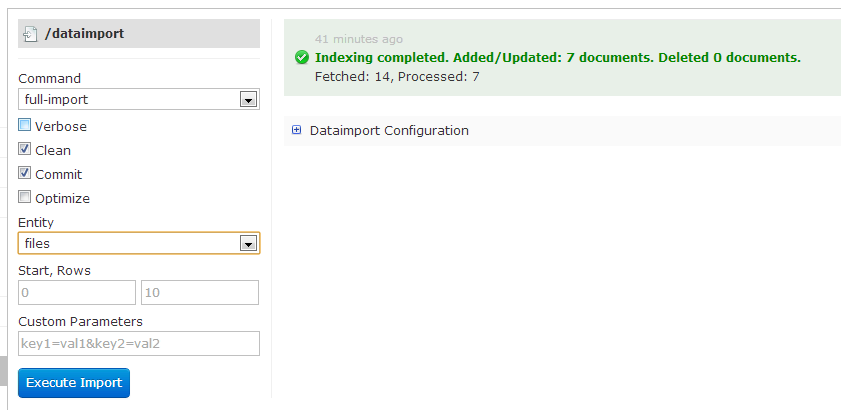 /dataimport
Command
full-import
Verbose
Clean
Commit
Optimize
Entity
files
Start, Rows
0 10
Custom Parameters
key1=val1&key2=val2
Execute Import
41 minutes ago
Indexing completed. Added/Updated: 7 documents. Deleted 0 documents.
Fetched: 14, Processed: 7
Dataimport Configuration